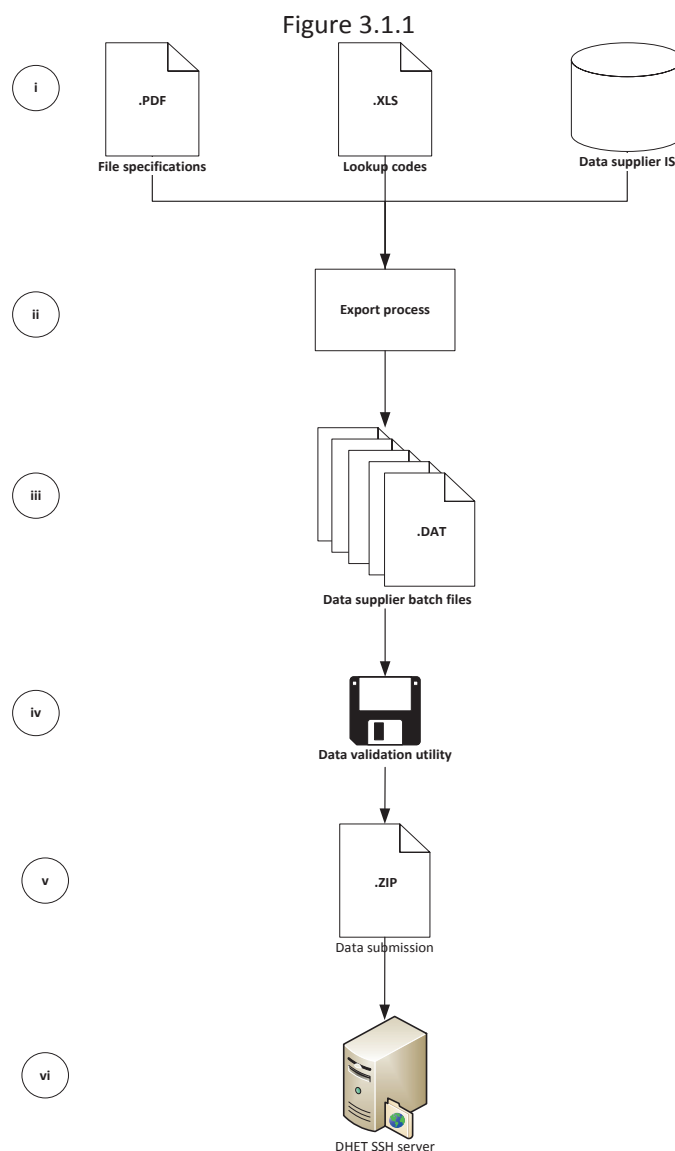 Figure 3.1.1
i
.PDF
.XLS
File specifications
Lookup codes
Data supplier IS
ii
Export process
iii
.DAT
Data supplier batch files
iv
Data validation utility
v
.ZIP
Data submission
vi
DHET SSH server